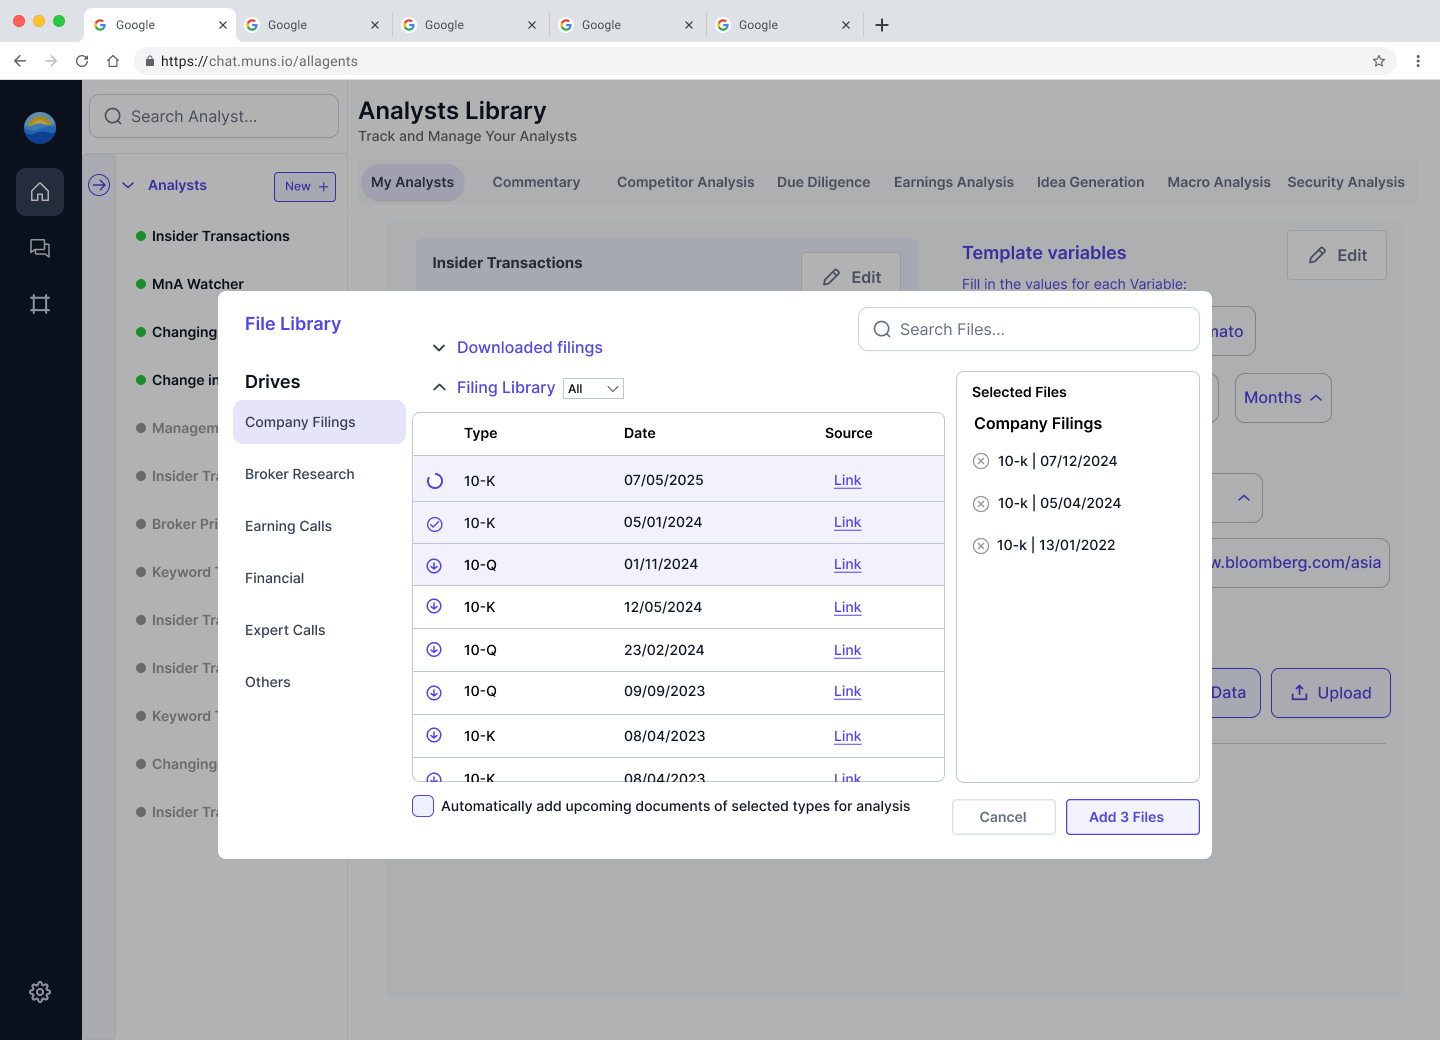 Google
Google
Google
Google
Google
https://chat.muns.io/allagents
Search Analyst...
Analysts
New +
Insider Transactions
MnA Watcher
Changing
Change in
Managem
Insider Tra
Broker Pri
Keyword T
Insider Tra
Insider Tra
Keyword T
Changing
Insider Tra
Analysts Library
Track and Manage Your Analysts
My Analysts
Commentary
Competitor Analysis
Due Diligence
Earnings Analysis
Idea Generation
Macro Analysis
Security Analysis
Insider Transactions
Edit
Template variables
Fill in the values for each Variable:
Edit
mato
Months
w.bloomberg.com/asia
Data
Upload
File Library
Drives
Company Filings
Broker Research
Earning Calls
Financial
Expert Calls
Others
Search Files...
Downloaded filings
Filing Library All
Type Date Source
10-K 07/05/2025 Link
10-K 05/01/2024 Link
10-Q 01/11/2024 Link
10-K 12/05/2024 Link
10-Q 23/02/2024 Link
10-Q 09/09/2023 Link
10-K 08/04/2023 Link
10-K 08/04/2023 Link
Automatically add upcoming documents of selected types for analysis
Selected Files
Company Filings
10-k | 07/12/2024
10-k | 05/04/2024
10-k | 13/01/2022
Cancel
Add 3 Files